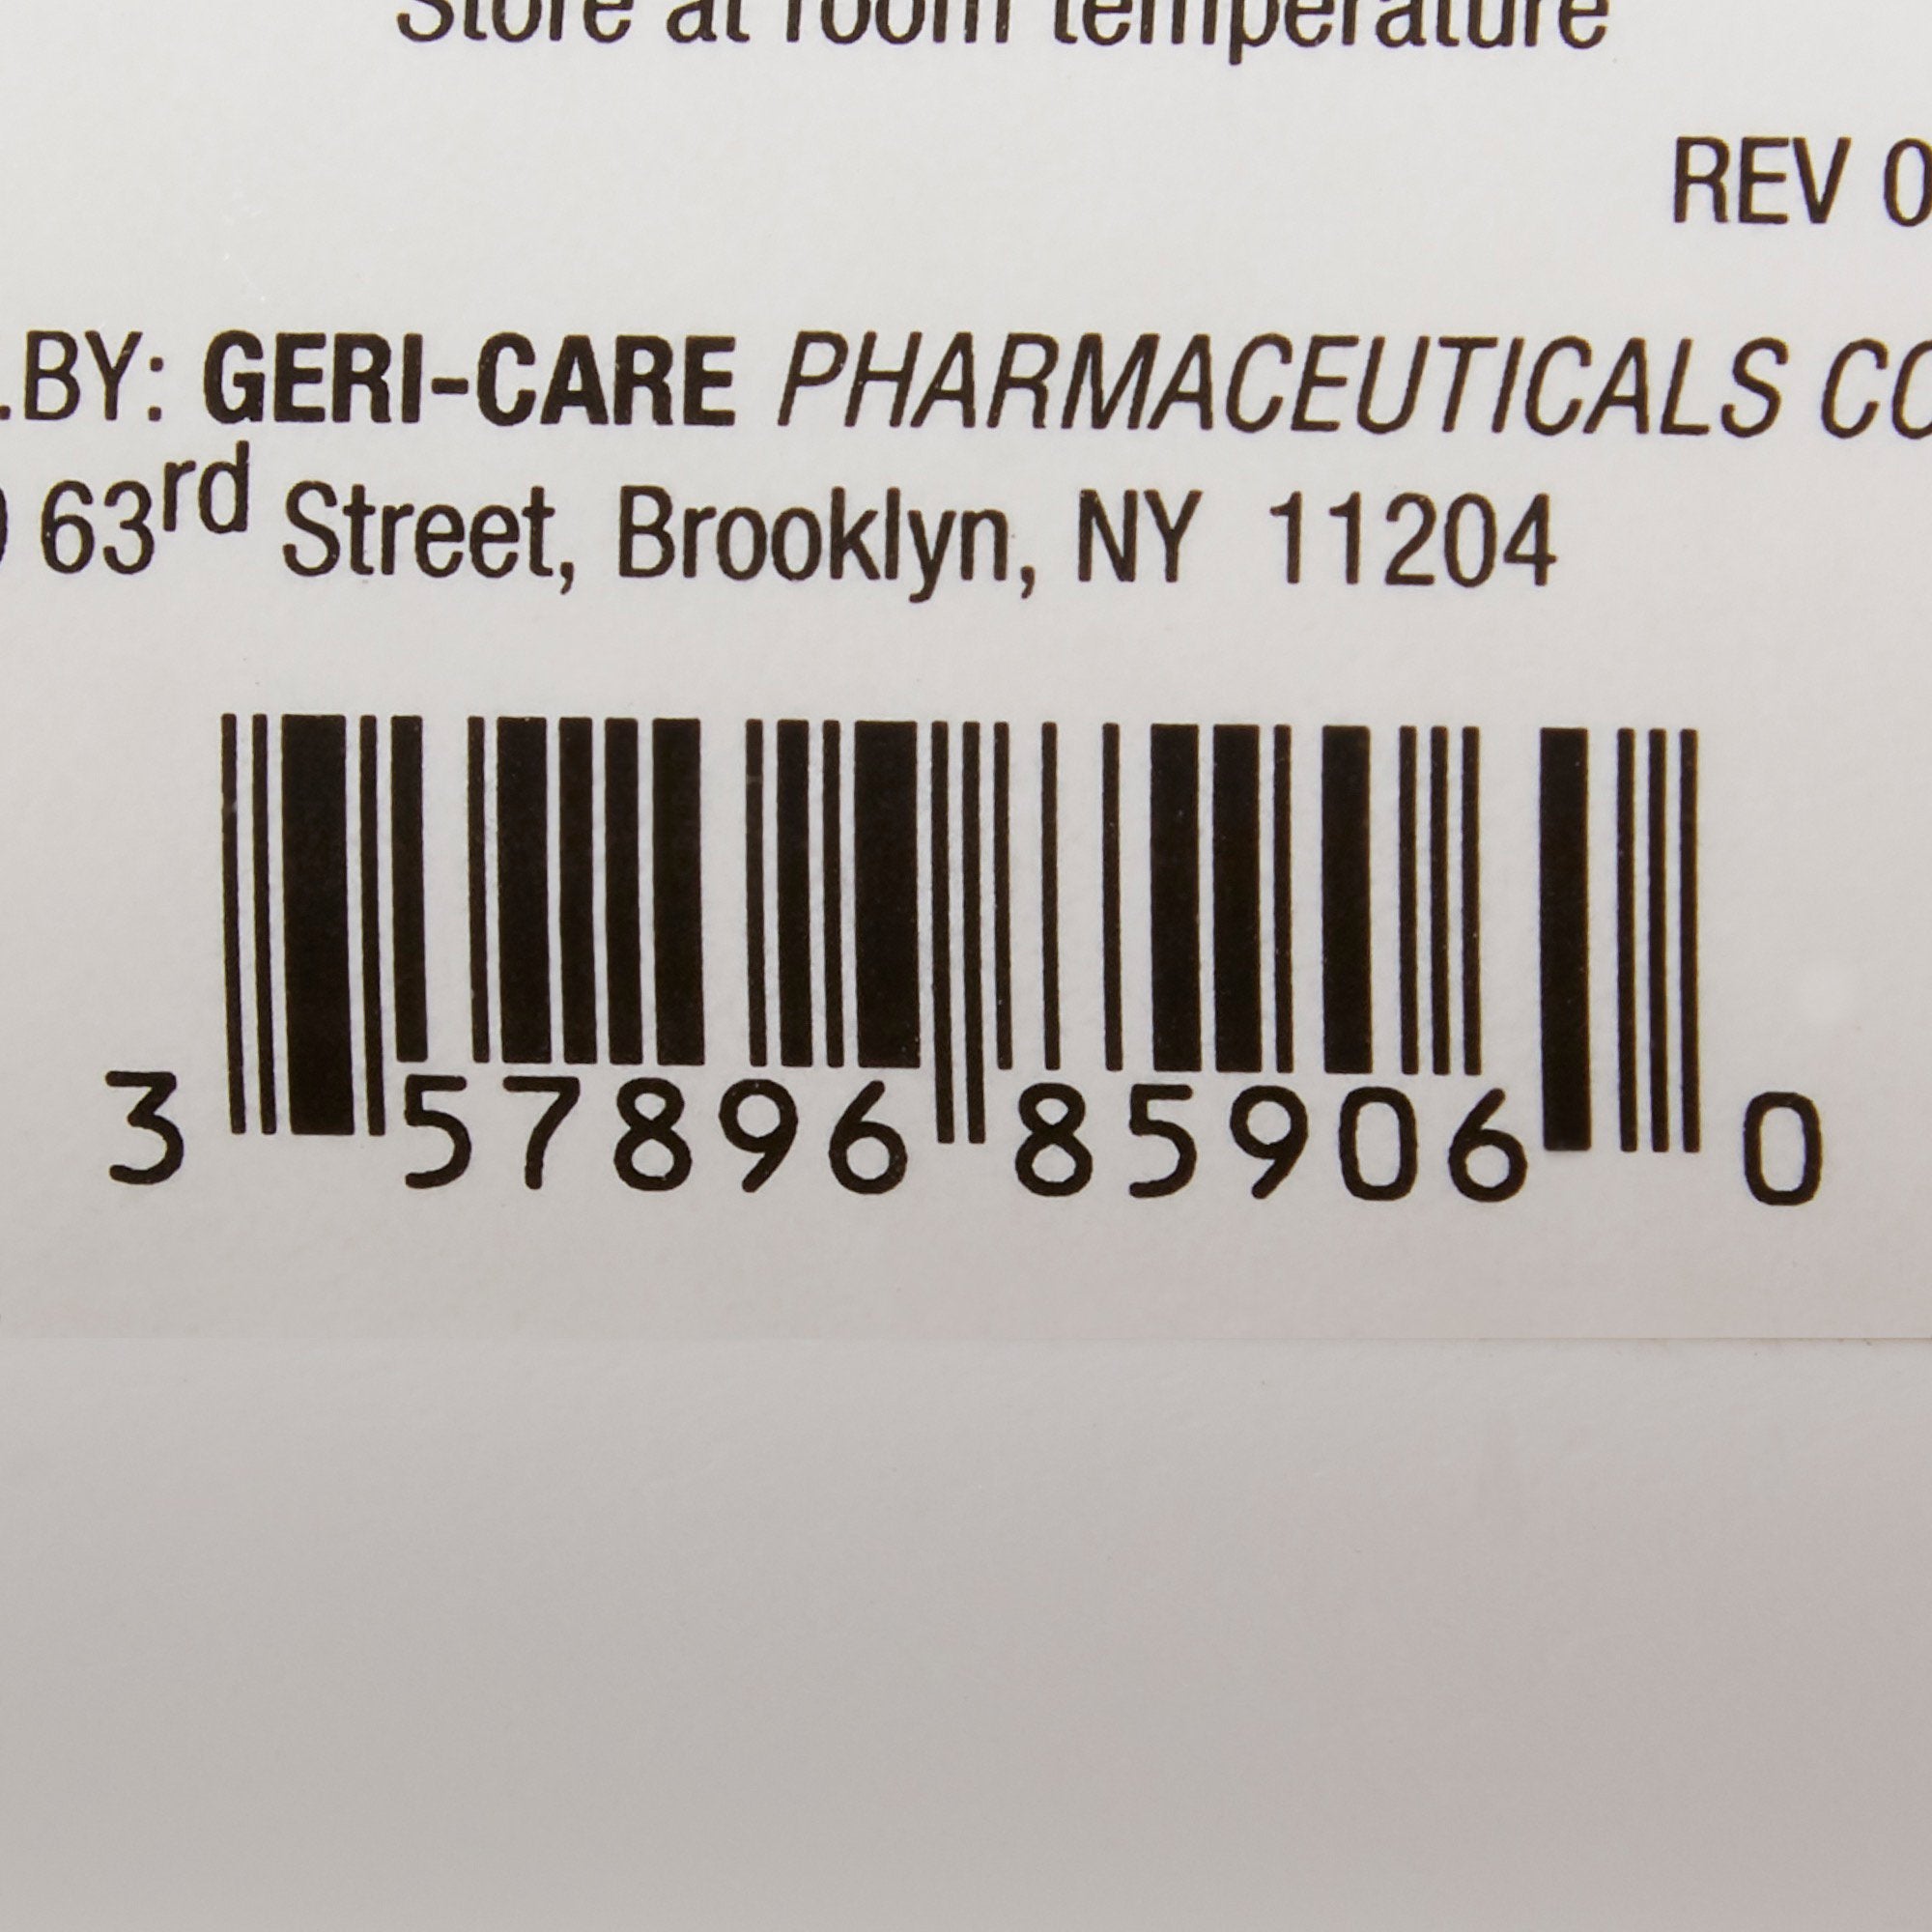 Store at room temperature
REV 0
.BY: GERI-CARE PHARMACEUTICALS CO
63rd Street, Brooklyn, NY 11204
3 57896 85906 0